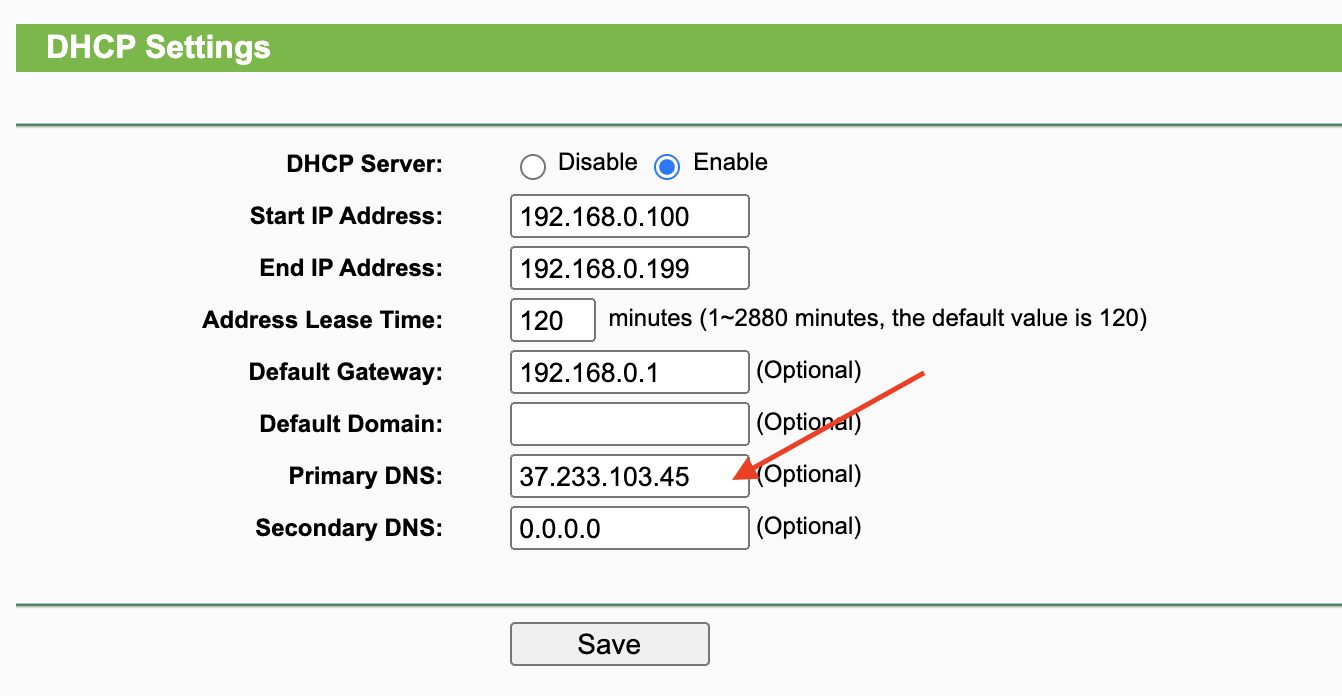 DHCP Settings
DHCP Server: Disable Enable
Start IP Address: 192.168.0.100
End IP Address: 192.168.0.199
Address Lease Time: 120 minutes (1~2880 minutes, the default value is 120)
Default Gateway: 192.168.0.1 (Optional)
Default Domain: (Optional)
Primary DNS: 37.233.103.45 (Optional)
Secondary DNS: 0.0.0.0 (Optional)
Save